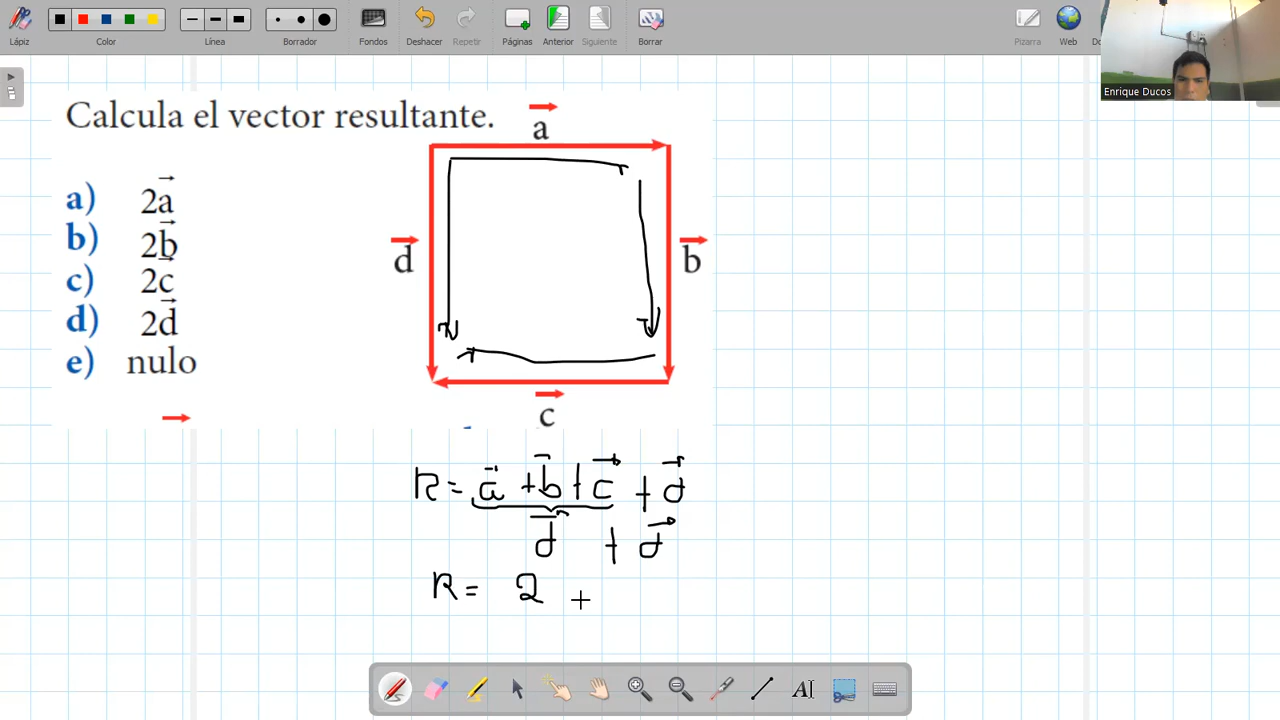 Lápiz
Color
Línea
Borrador
Fondos
Deshacer
Repetir
Páginas
Anterior
Siguiente
Borrar
Pizarra
Web
Enrique Ducos
Calcula el vector resultante.
a) 2a⃗
b) 2b⃗
c) 2c⃗
d) 2d⃗
e) nulo
a⃗
d⃗
b⃗
c⃗
R = a⃗ + b⃗ + c⃗ + d⃗
d⃗ + d⃗
R = 2
AI